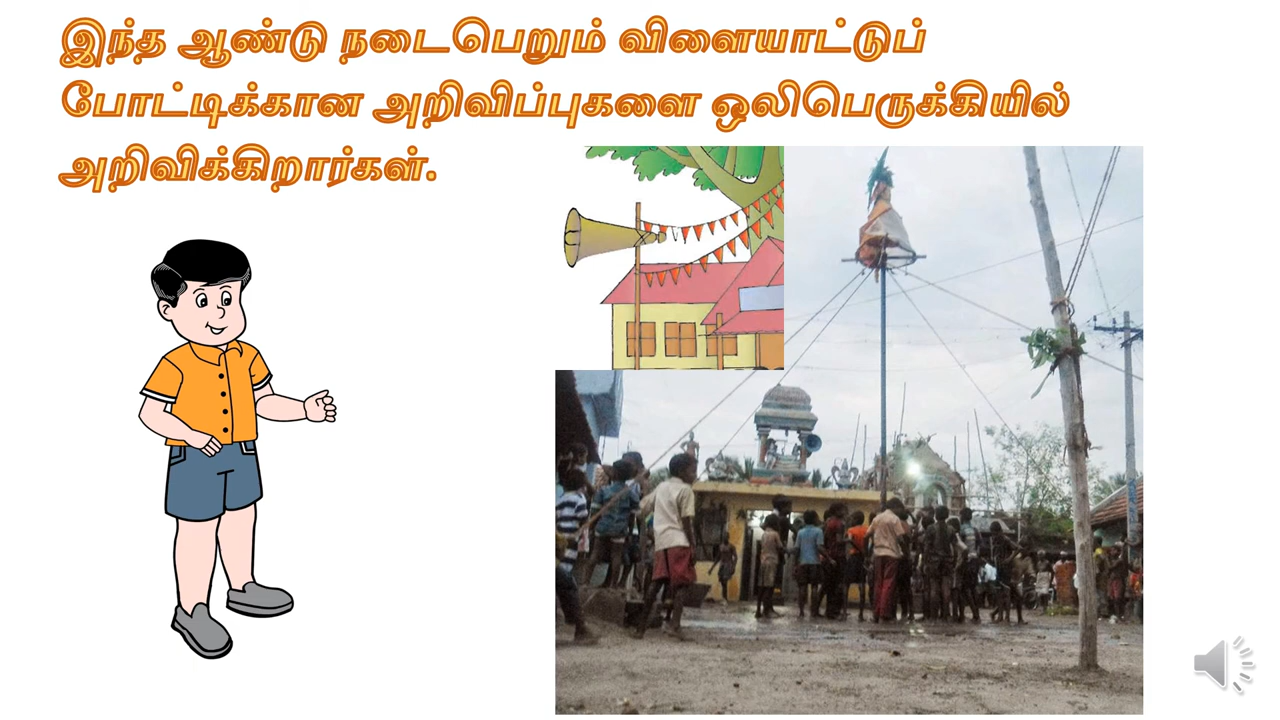 இந்த ஆண்டு நடைபெறும் விளையாட்டுப்
போட்டிக்கான அறிவிப்புகளை ஒலிபெருக்கியில்
அறிவிக்கிறார்கள்.